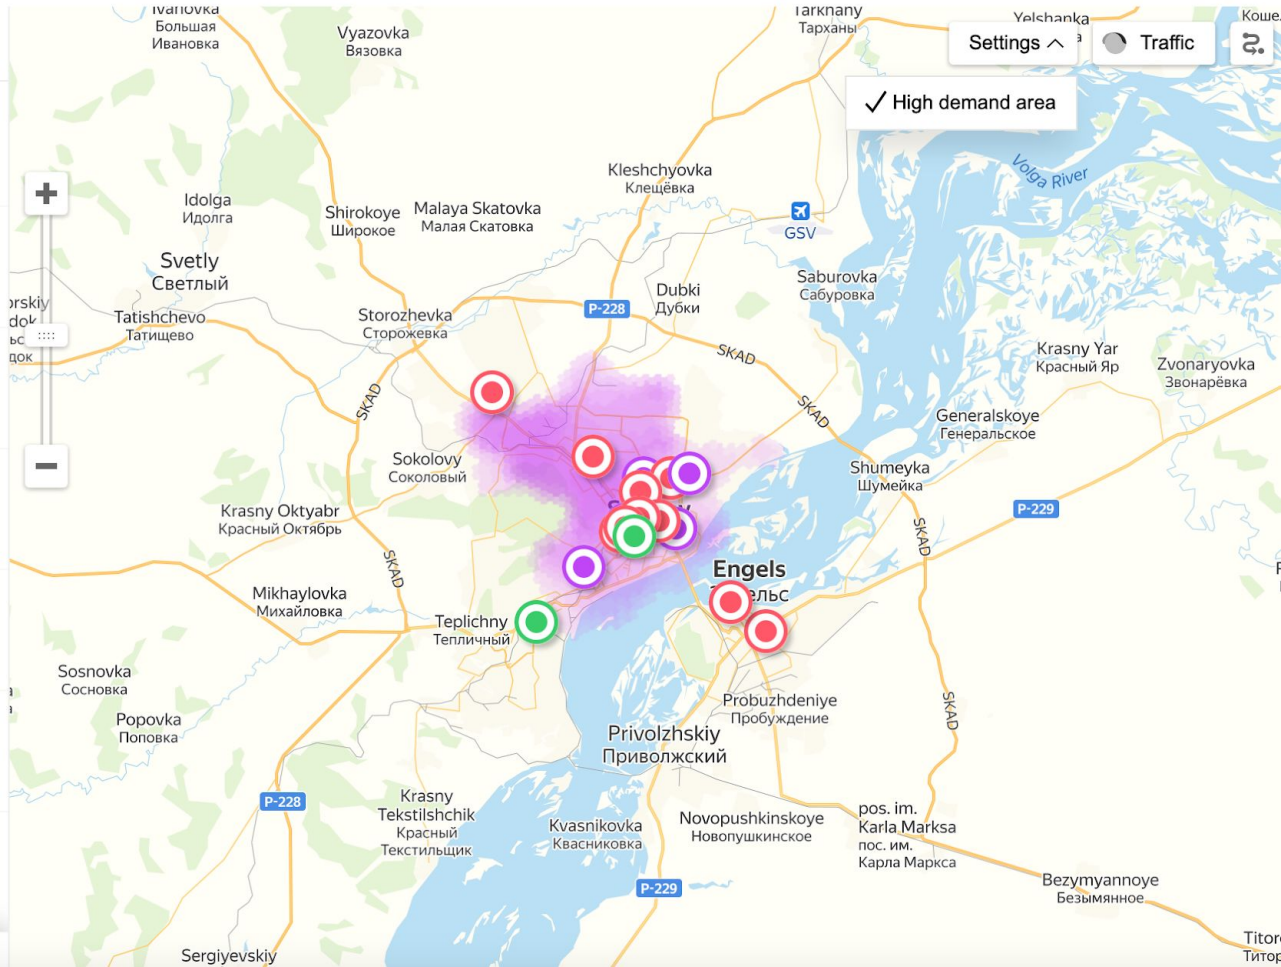 Ivanovka
Большая
Ивановка
Vyazovka
Вязовка
Tarkhany
Тарханы
Yelshanka
Settings
Traffic
High demand area
Volga River
Kleshchyovka
Клещёвка
Idolga
Идолга
Shirokoye
Широкое
Malaya Skatovka
Малая Скатовка
GSV
Svetly
Светлый
Saburovka
Сабуровка
Dubki
Дубки
P-228
Tatishchevo
Татищево
Storozhevka
Сторожевка
SKAD
Krasny Yar
Красный Яр
Zvonaryovka
Звонарёвка
SKAD
SKAD
Generalskoye
Генеральское
Sokolovy
Соколовый
Shumeyka
Шумейка
Krasny Oktyabr
Красный Октябрь
P-229
SKAD
SKAD
Engels
Mikhaylovka
Михайловка
Teplichny
Тепличный
Sosnovka
Сосновка
Popovka
Поповка
Probuzhdeniye
Пробуждение
SKAD
Privolzhskiy
Приволжский
P-228
Krasny
Tekstilshchik
Красный
Текстильщик
Kvasnikovka
Квасниковка
Novopushkinskoye
Новопушкинское
pos. im.
Karla Marksa
пос. им.
Карла Маркса
P-229
Bezymyannoye
Безымянное
Sergiyevskiy